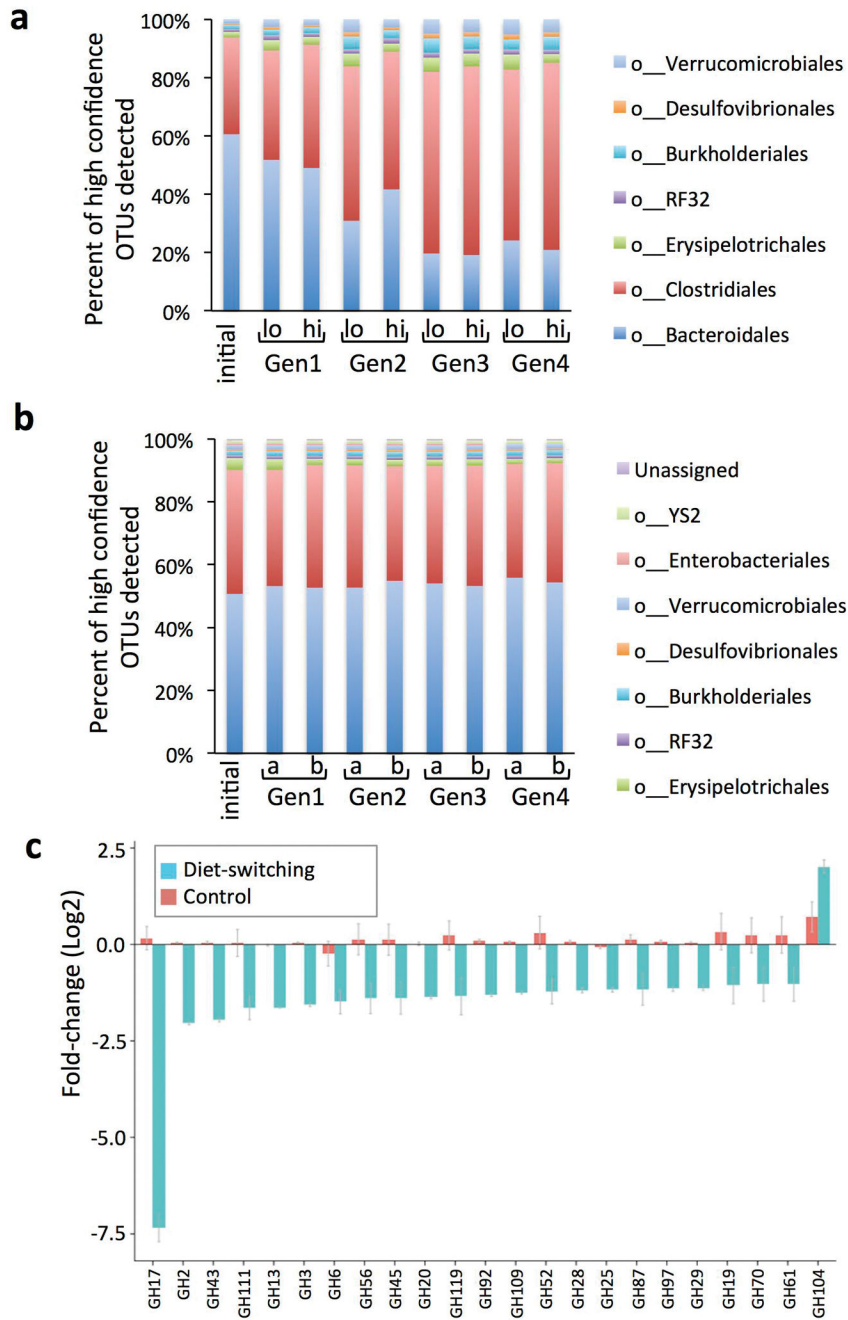 a
Percent of high confidence
OTUs detected
100%
80%
60%
40%
20%
0%
initial
lo hi lo hi lo hi lo hi
Gen1 Gen2 Gen3 Gen4
o__Verrucomicrobiales
o__Desulfovibrionales
o__Burkholderiales
o__RF32
o__Erysipelotrichales
o__Clostridiales
o__Bacteroidales
b
Percent of high confidence
OTUs detected
100%
80%
60%
40%
20%
0%
initial
a b a b a b a b
Gen1 Gen2 Gen3 Gen4
Unassigned
o__YS2
o__Enterobacteriales
o__Verrucomicrobiales
o__Desulfovibrionales
o__Burkholderiales
o__RF32
o__Erysipelotrichales
c
Fold-change (Log2)
2.5
0.0
-2.5
-5.0
-7.5
Diet-switching
Control
GH17
GH2
GH43
GH111
GH13
GH3
GH6
GH56
GH45
GH20
GH119
GH92
GH109
GH52
GH28
GH25
GH87
GH97
GH29
GH19
GH70
GH61
GH104